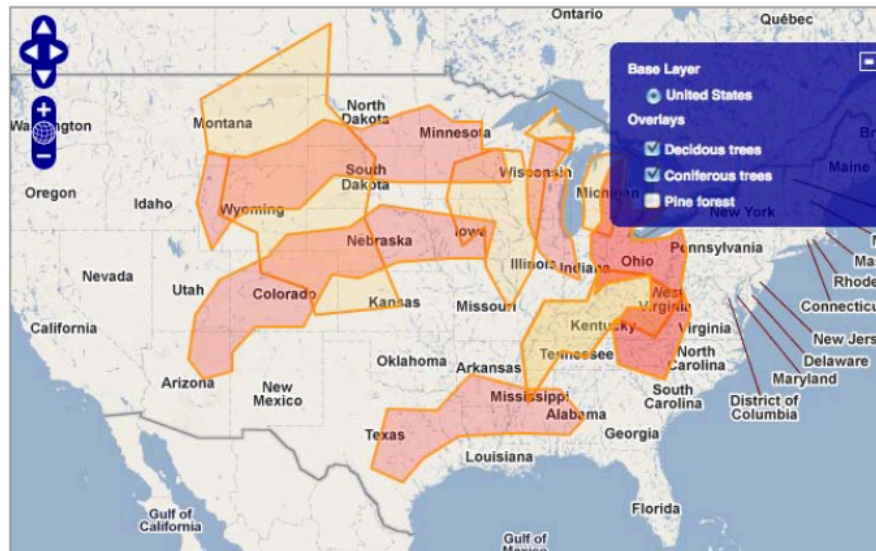 Ontario
Québec
Base Layer
United States
Overlays
Decidous trees
Coniferous trees
Pine forest
+
−
Washington
Montana
North
Dakota
Minnesota
Wisconsin
Michigan
Maine
Oregon
Idaho
South
Dakota
Wyoming
New York
Iowa
Nebraska
Pennsylvania
Ohio
Illinois
Indiana
Nevada
Utah
Colorado
Kansas
Missouri
West
Virginia
Virginia
Kentucky
Rhode
Connecticu
California
New Jers
Delaware
Maryland
District of
Columbia
Tennessee
North
Carolina
Oklahoma
Arkansas
Arizona
New
Mexico
Mississippi
Alabama
South
Carolina
Georgia
Texas
Louisiana
Florida
Gulf of
California
Gulf of
Mexico